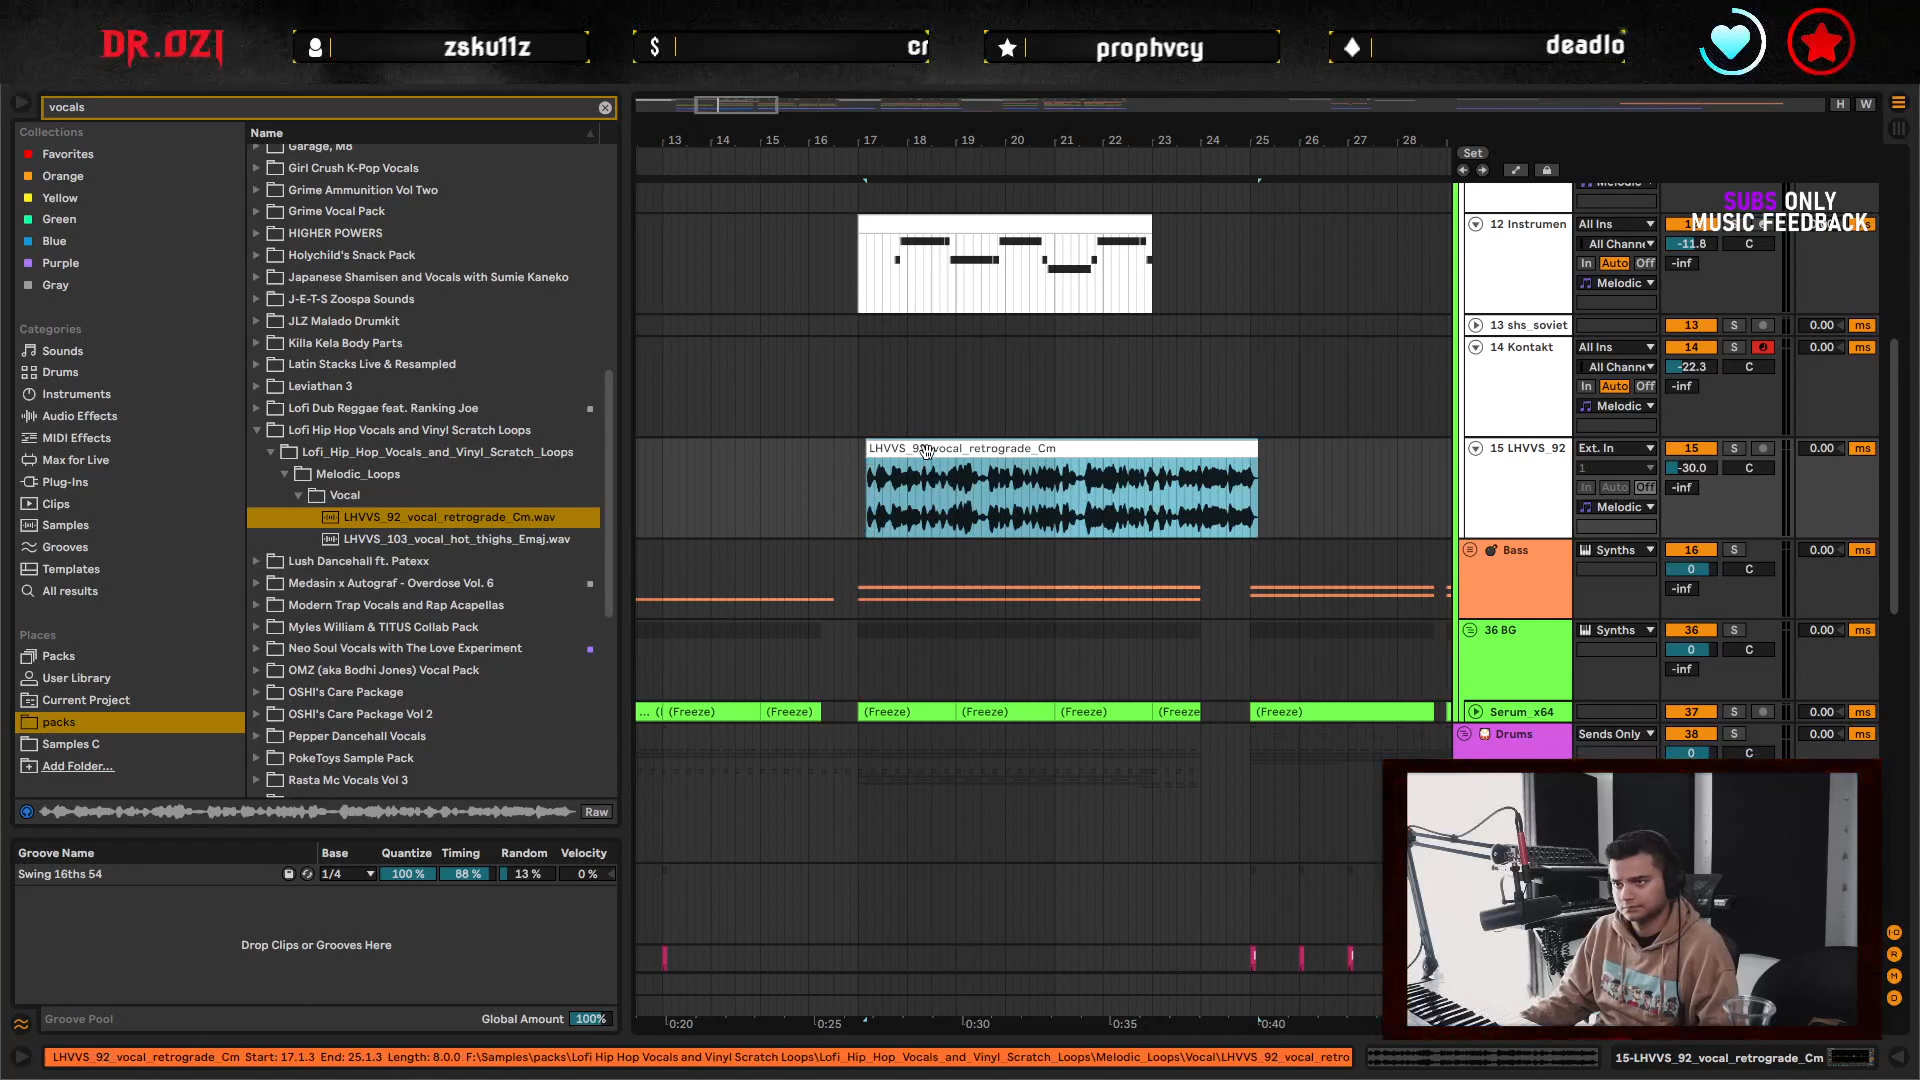 DR.OZI
zsku11z
$
cr
prophvcy
deadlo
vocals
H
W
Collections
Name
Favorites
Orange
Yellow
Green
Blue
Purple
Gray
Categories
Sounds
Drums
Instruments
Audio Effects
MIDI Effects
Max for Live
Plug-Ins
Clips
Samples
Grooves
Templates
All results
Places
Packs
User Library
Current Project
packs
Samples C
Add Folder...
Garage, M8
Girl Crush K-Pop Vocals
Grime Ammunition Vol Two
Grime Vocal Pack
HIGHER POWERS
Holychild's Snack Pack
Japanese Shamisen and Vocals with Sumie Kaneko
J-E-T-S Zoospa Sounds
JLZ Malado Drumkit
Killa Kela Body Parts
Latin Stacks Live & Resampled
Leviathan 3
Lofi Dub Reggae feat. Ranking Joe
Lofi Hip Hop Vocals and Vinyl Scratch Loops
Lofi_Hip_Hop_Vocals_and_Vinyl_Scratch_Loops
Melodic_Loops
Vocal
LHVVS_92_vocal_retrograde_Cm.wav
LHVVS_103_vocal_hot_thighs_Emaj.wav
Lush Dancehall ft. Patexx
Medasin x Autograf - Overdose Vol. 6
Modern Trap Vocals and Rap Acapellas
Myles William & TITUS Collab Pack
Neo Soul Vocals with The Love Experiment
OMZ (aka Bodhi Jones) Vocal Pack
OSHI's Care Package
OSHI's Care Package Vol 2
Pepper Dancehall Vocals
PokeToys Sample Pack
Rasta Mc Vocals Vol 3
Raw
Groove Name
Base
Quantize
Timing
Random
Velocity
Swing 16ths 54
1/4
100 %
88 %
13 %
0 %
Drop Clips or Grooves Here
Groove Pool
Global Amount
100%
13 14 15 16 17 18 19 20 21 22 23 24 25 26 27 28
Set
LHVVS_92_vocal_retrograde_Cm
(Freeze)
(Freeze)
(Freeze)
(Freeze)
(Freeze)
(Freeze
(Freeze)
0:20
0:25
0:30
0:35
0:40
SUBS ONLY
MUSIC FEEDBACK
12 Instrumen
All Ins
All Channe
-11.8
C
In Auto Off
-inf
Melodic
13 shs_soviet
13
S
0.00
ms
14 Kontakt
All Ins
14
S
0.00
ms
All Channe
-22.3
C
In Auto Off
-inf
Melodic
15 LHVVS_92
Ext. In
15
S
0.00
ms
1
-30.0
C
In Auto Off
-inf
Melodic
Bass
Synths
16
S
0
C
-inf
36 BG
Synths
36
S
0.00
ms
0
C
-inf
Serum_x64
37
S
0.00
ms
Drums
Sends Only
38
S
0.00
ms
0
C
R
M
D
LHVVS_92_vocal_retrograde_Cm Start: 17.1.3 End: 25.1.3 Length: 8.0.0 F:\Samples\packs\Lofi Hip Hop Vocals and Vinyl Scratch Loops\Lofi_Hip_Hop_Vocals_and_Vinyl_Scratch_Loops\Melodic_Loops\Vocal\LHVVS_92_vocal_retro
15-LHVVS_92_vocal_retrograde_Cm